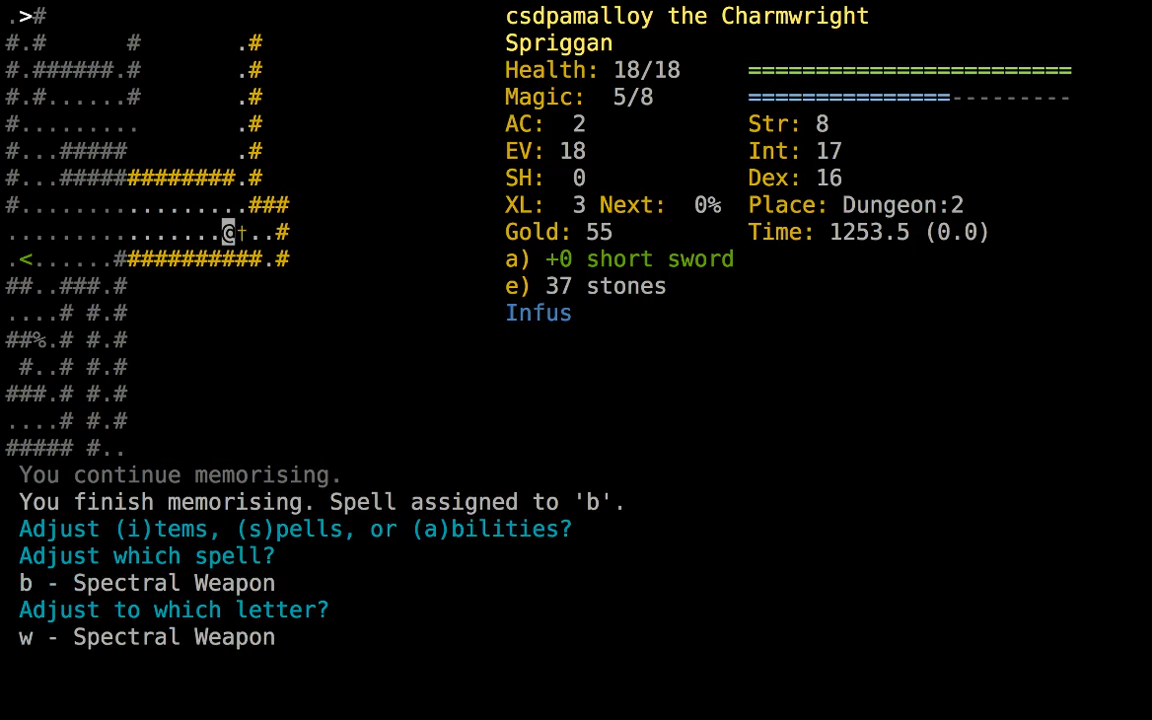 .>#                                  csdpamalloy the Charmwright
#.#      #       .#                  Spriggan
#.######.#       .#                  Health: 18/18     ========================
#.#......#       .#                  Magic:  5/8       ===============---------
#.........       .#                  AC:  2            Str: 8
#...#####        .#                  EV: 18            Int: 17
#...#############.#                  SH:  0            Dex: 16
#.................###                XL:  3 Next:  0%  Place: Dungeon:2
................@†..#                Gold: 55          Time: 1253.5 (0.0)
.<......###########.#                a) +0 short sword
##..###.#                            e) 37 stones
....# #.#                            Infus
##%.# #.#
 #..# #.#
###.# #.#
....# #.#
##### #..
You continue memorising.
You finish memorising. Spell assigned to 'b'.
Adjust (i)tems, (s)pells, or (a)bilities?
Adjust which spell?
b - Spectral Weapon
Adjust to which letter?
w - Spectral Weapon